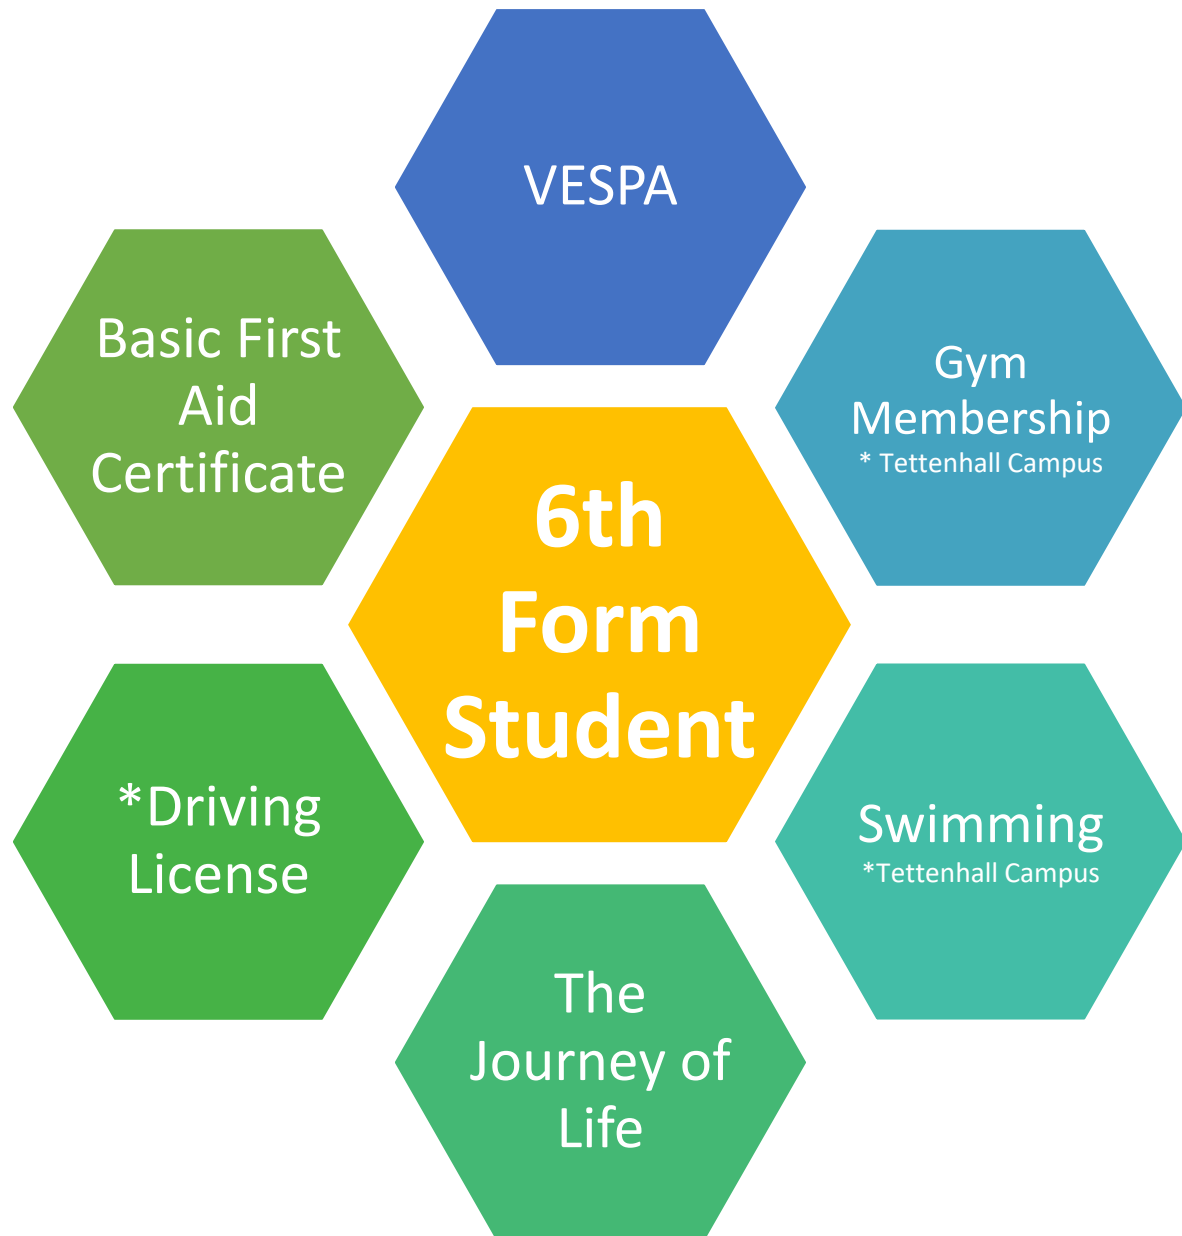 VESPA
Basic First
Aid
Certificate
Gym
Membership
* Tettenhall Campus
6th
Form
Student
*Driving
License
Swimming
*Tettenhall Campus
The
Journey of
Life